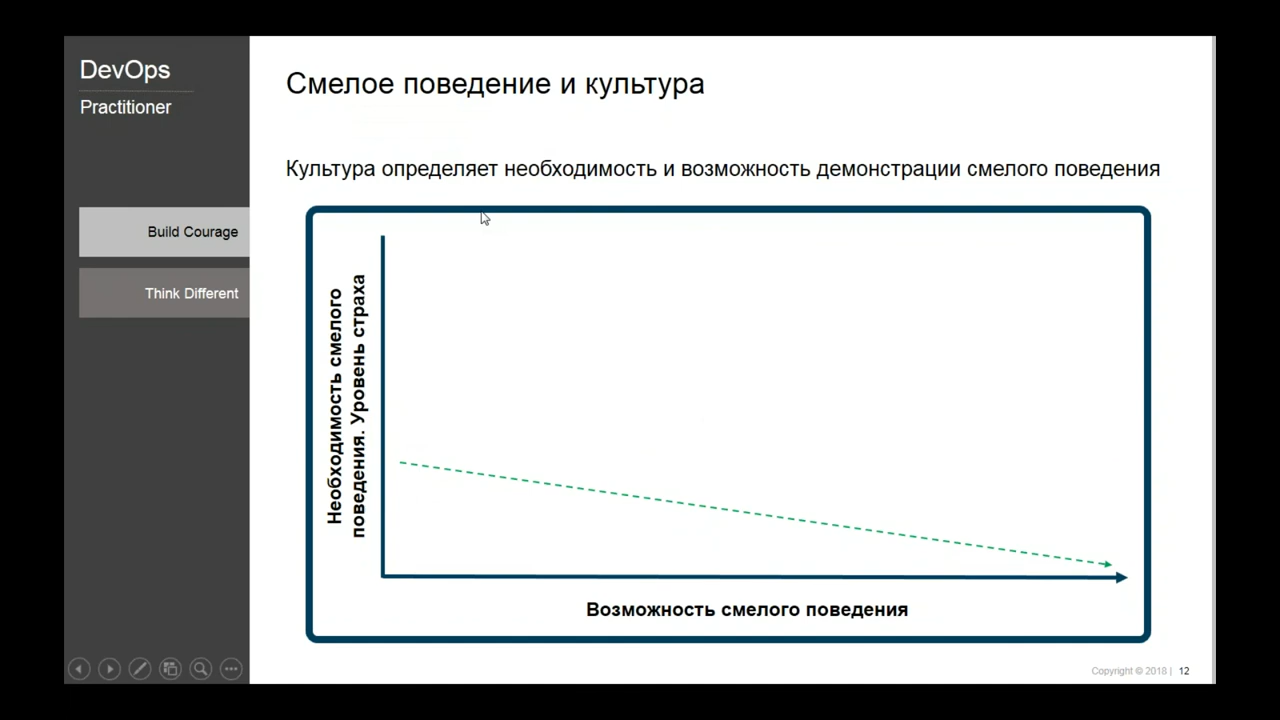 DevOps
Practitioner
Build Courage
Think Different
Смелое поведение и культура
Культура определяет необходимость и возможность демонстрации смелого поведения
Необходимость смелого
поведения. Уровень страха
Возможность смелого поведения
Copyright © 2018 | 12